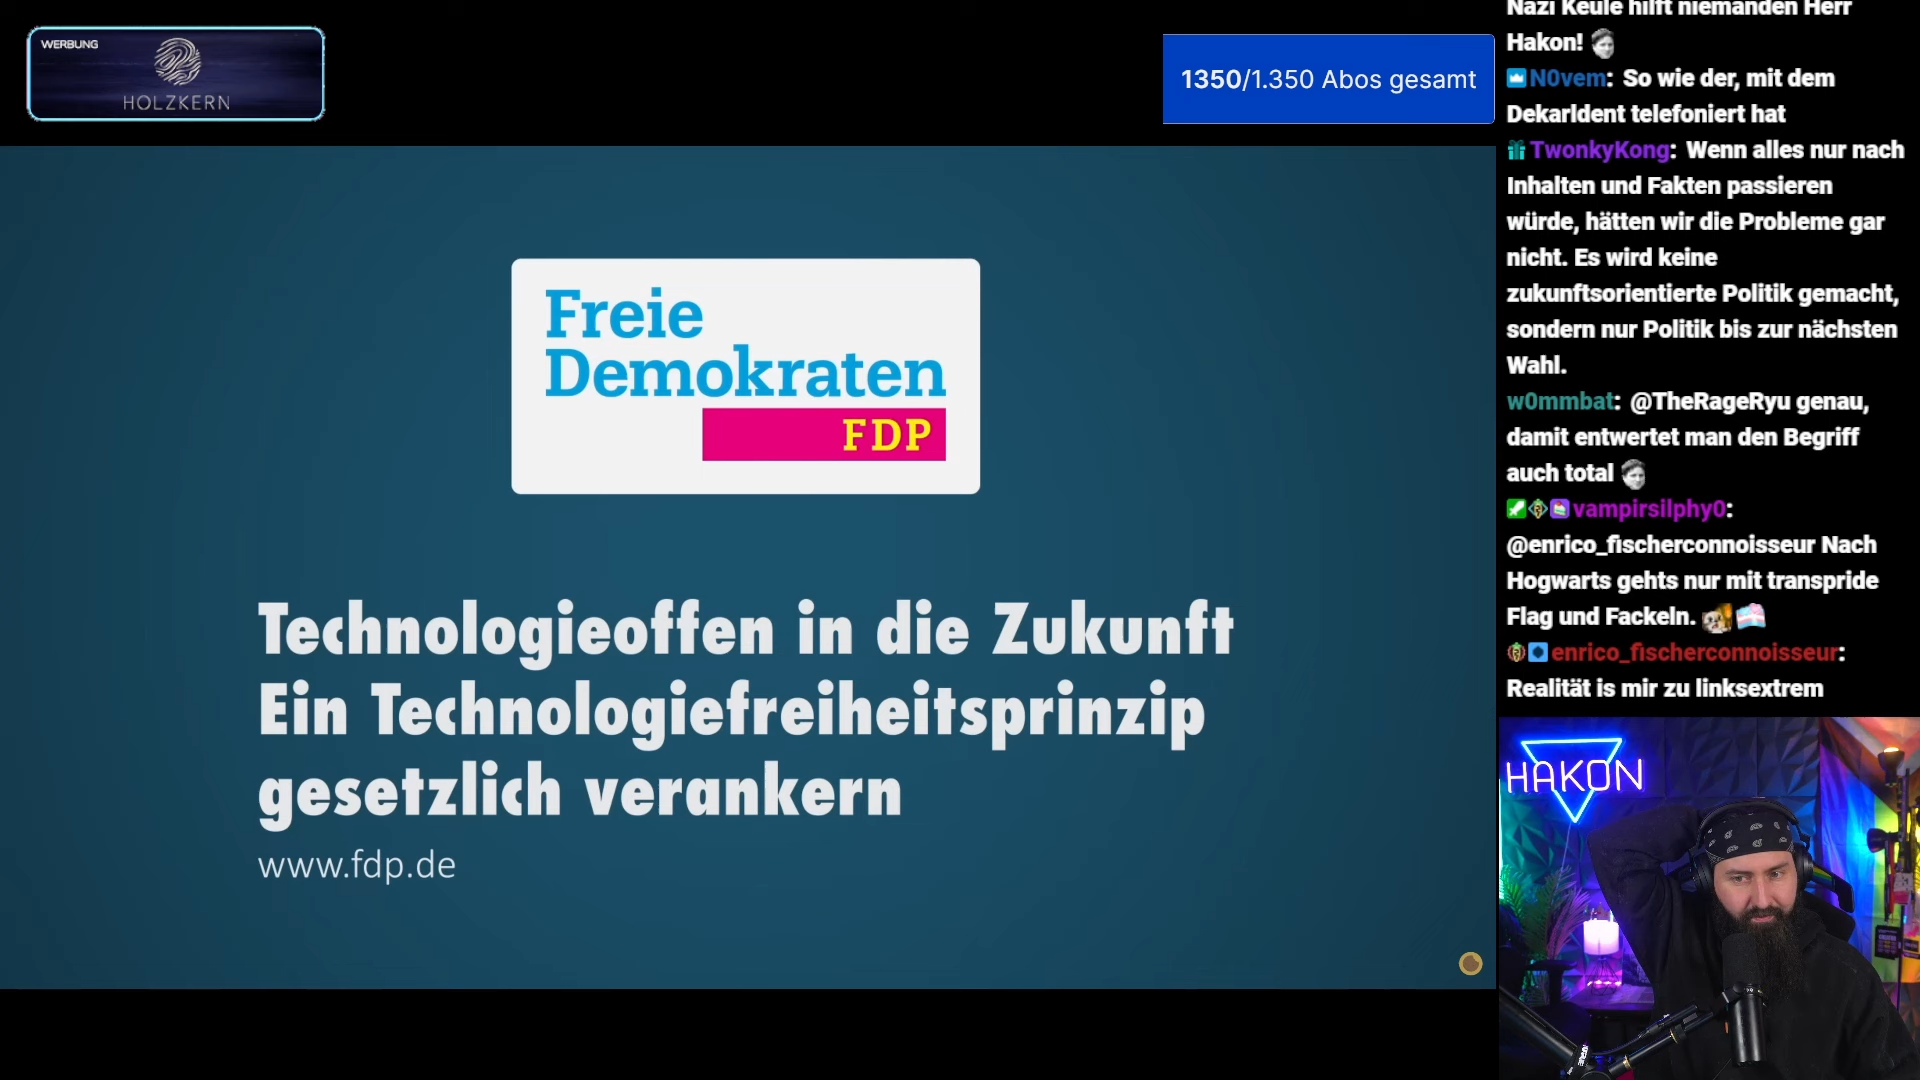 WERBUNG
HOLZKERN
1350/1.350 Abos gesamt
Freie
Demokraten
FDP
Technologieoffen in die Zukunft
Ein Technologiefreiheitsprinzip
gesetzlich verankern
www.fdp.de
Nazi Keule hilft niemanden Herr
Hakon!
N0vem: So wie der, mit dem
Dekarldent telefoniert hat
TwonkyKong: Wenn alles nur nach
Inhalten und Fakten passieren
würde, hätten wir die Probleme gar
nicht. Es wird keine
zukunftsorientierte Politik gemacht,
sondern nur Politik bis zur nächsten
Wahl.
w0mmbat: @TheRageRyu genau,
damit entwertet man den Begriff
auch total
vampirsilphy0:
@enrico_fischerconnoisseur Nach
Hogwarts gehts nur mit transpride
Flag und Fackeln.
enrico_fischerconnoisseur:
Realität is mir zu linksextrem
HAKON